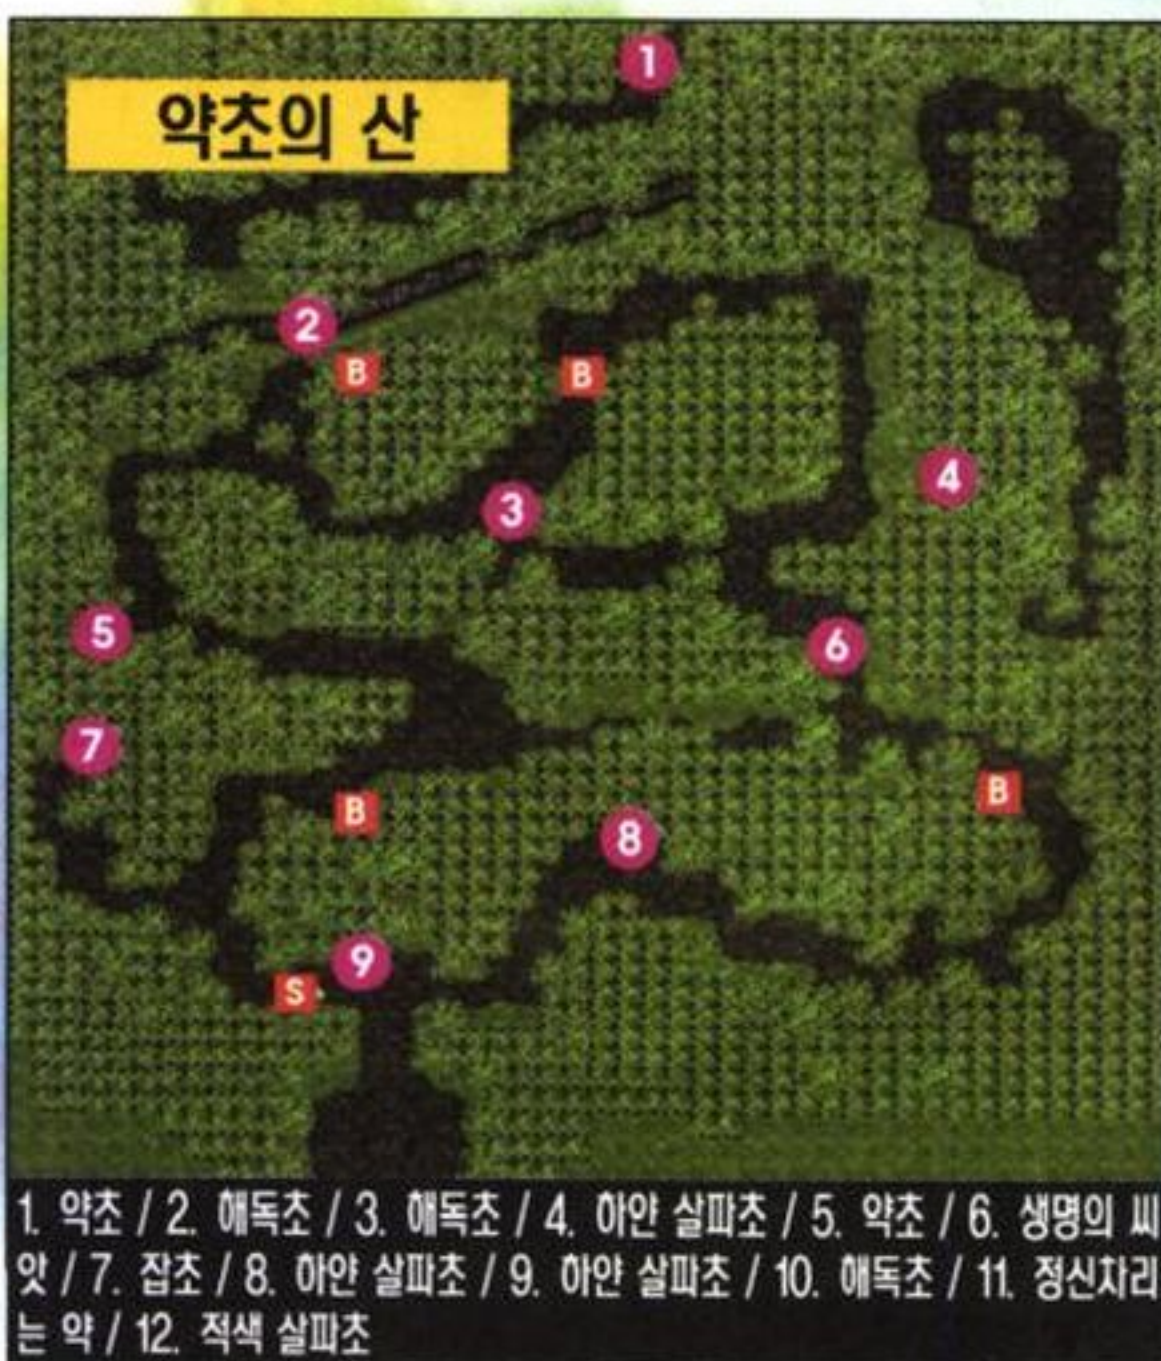 약초의 산
1
2
B
B
3
4
5
6
7
B
B
8
9
S
1. 약초 / 2. 해독초 / 3. 해독초 / 4. 하얀 살파초 / 5. 약초 / 6. 생명의 씨
앗 / 7. 잡초 / 8. 하얀 살파초 / 9. 하얀 살파초 / 10. 해독초 / 11. 정신차리
는 약 / 12. 적색 살파초